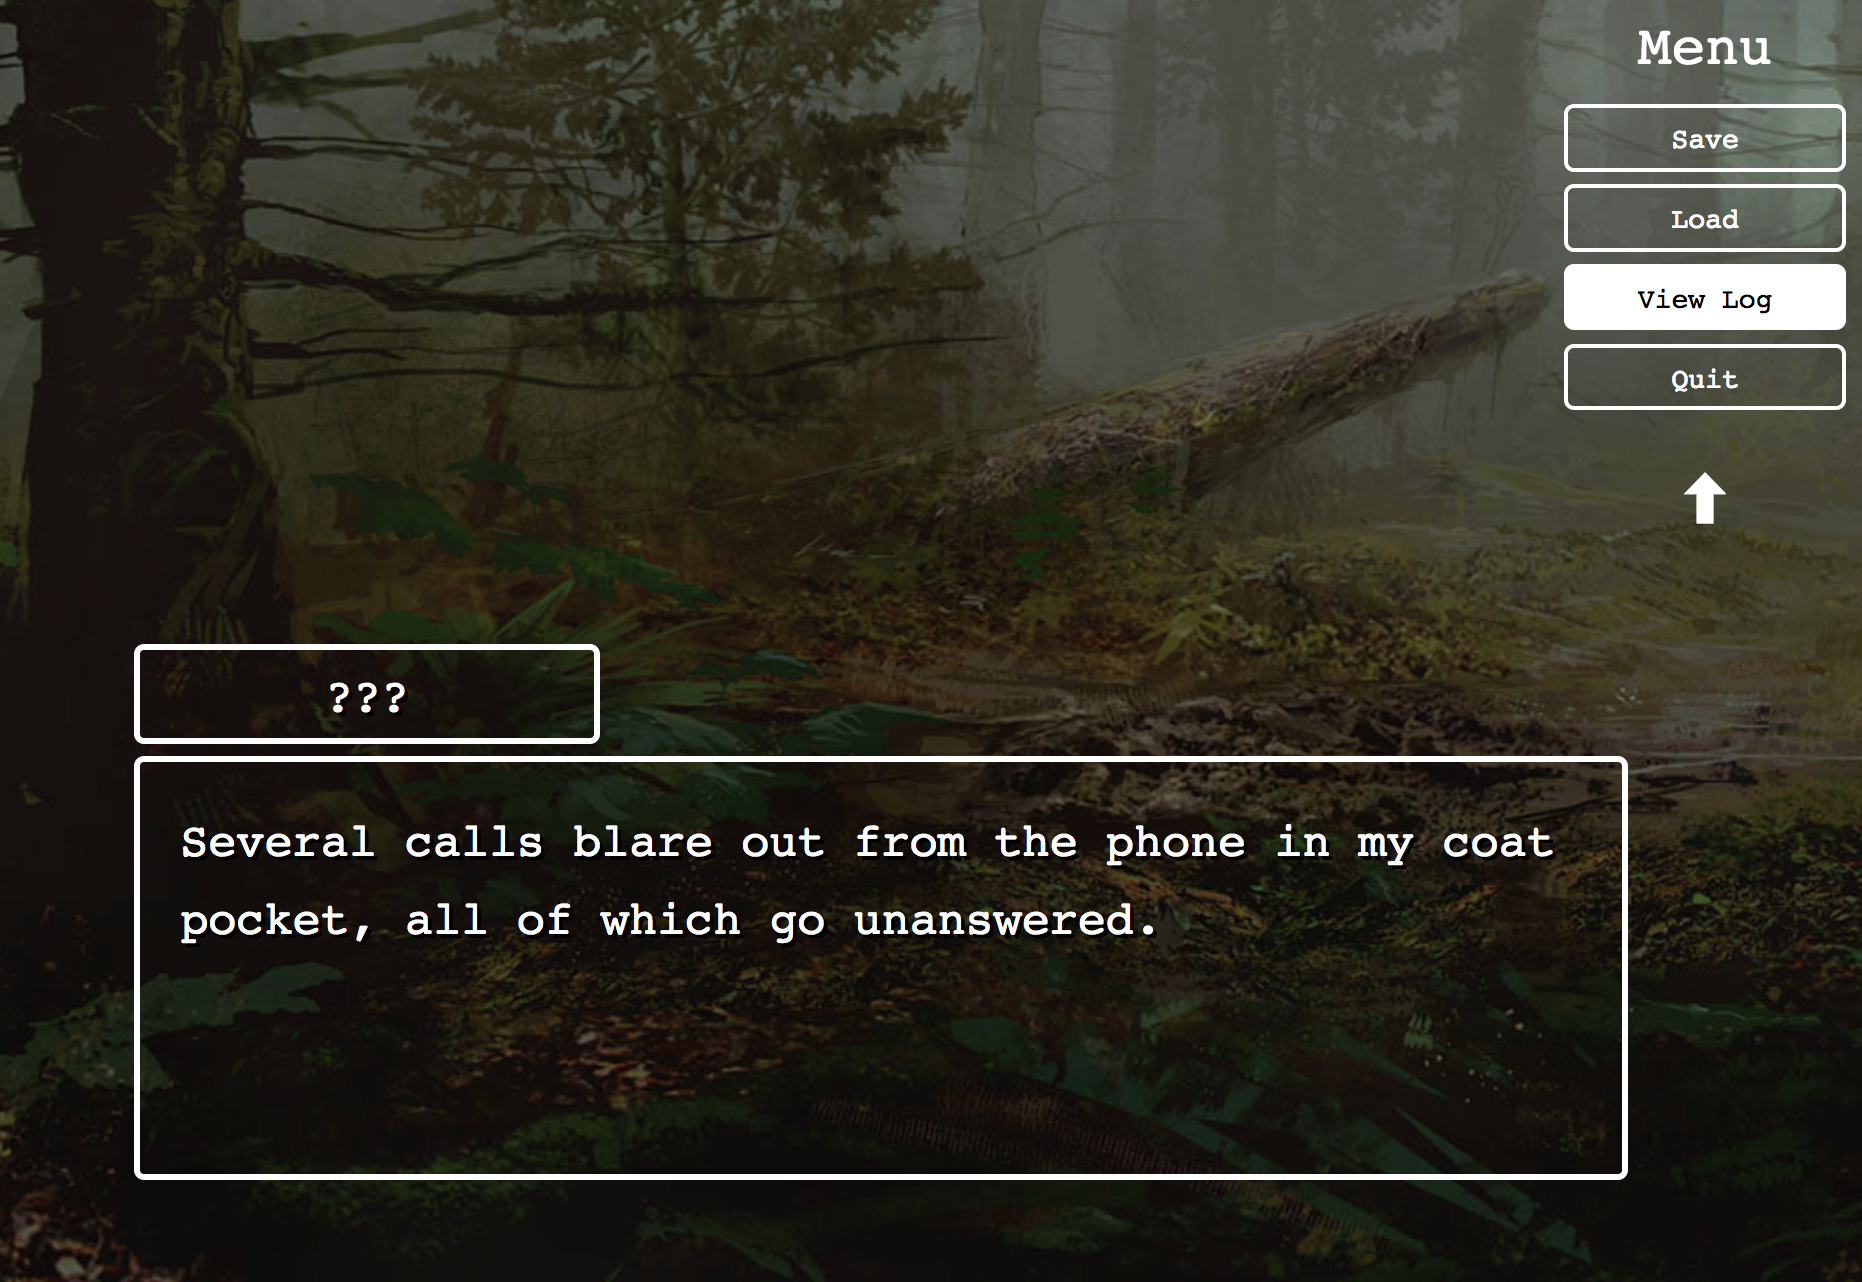 Menu
Save
Load
View Log
Quit
???
Several calls blare out from the phone in my coat
pocket, all of which go unanswered.